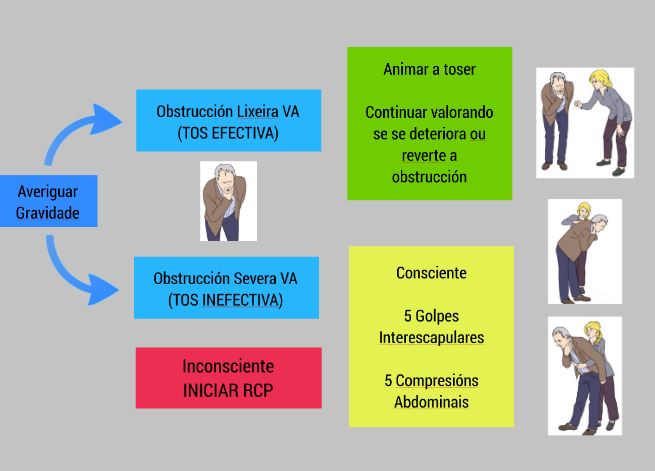 Averiguar
Gravidade
Obstrucción Lixeira VA
(TOS EFECTIVA)
Animar a toser
Continuar valorando
se se deteriora ou
reverte a
obstrucción
Obstrucción Severa VA
(TOS INEFECTIVA)
Consciente
5 Golpes
Interescapulares
5 Compresións
Abdominais
Inconsciente
INICIAR RCP